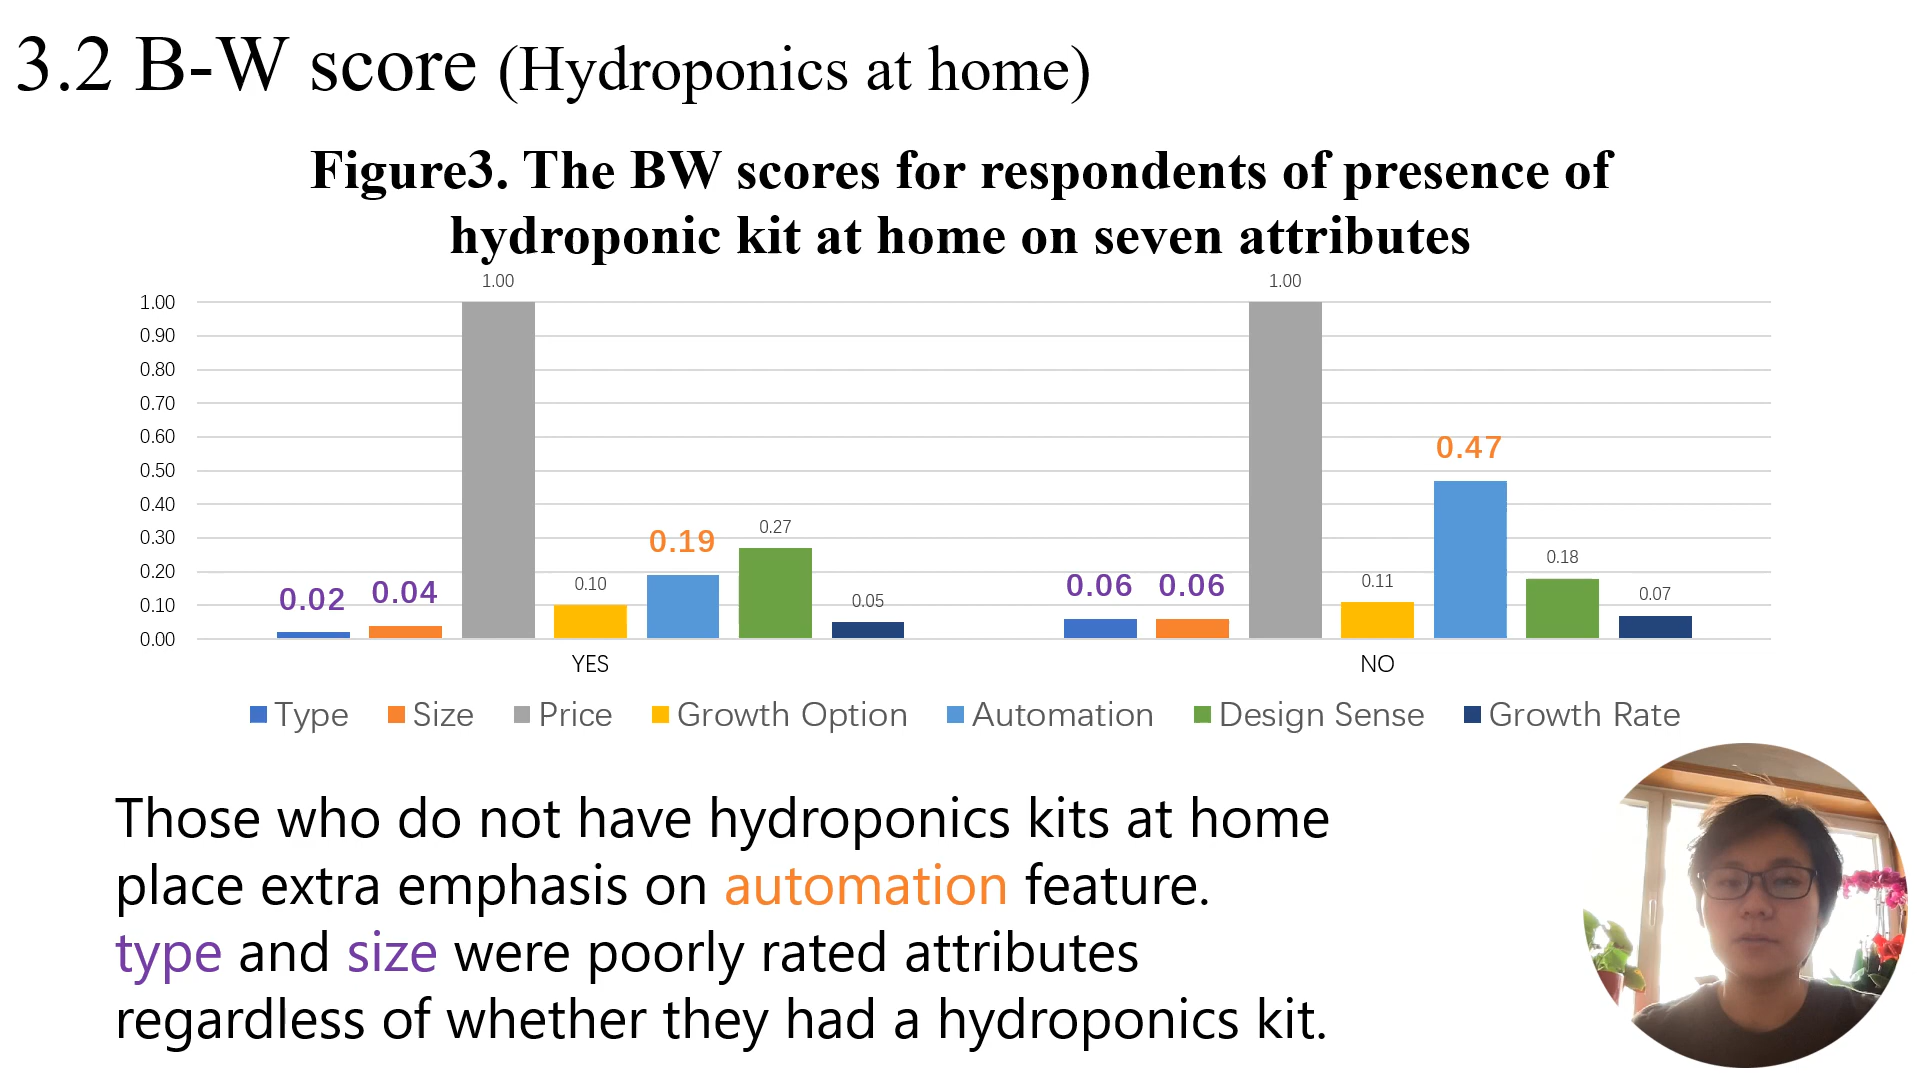 3.2 B-W score (Hydroponics at home)
Figure3. The BW scores for respondents of presence of
hydroponic kit at home on seven attributes
1.00 1.00
1.00
0.90
0.80
0.70
0.60
0.50
0.40
0.30
0.20
0.10
0.00
0.02 0.04 0.10 0.19 0.27 0.05
0.06 0.06 0.11 0.47 0.18 0.07
YES NO
Type Size Price Growth Option Automation Design Sense Growth Rate
Those who do not have hydroponics kits at home
place extra emphasis on automation feature.
type and size were poorly rated attributes
regardless of whether they had a hydroponics kit.